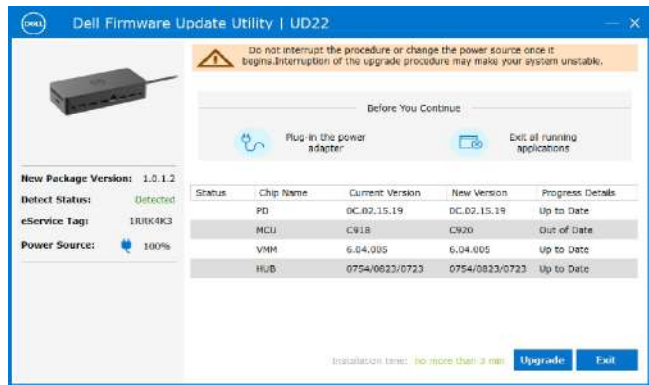 DELL
Dell Firmware Update Utility | UD22
Do not interrupt the procedure or change the power source once it
begins.Interruption of the upgrade procedure may make your system unstable.
Before You Continue
Plug-in the power
adapter
Exit all running
applications
New Package Version: 1.0.1.2
Detect Status: Detected
eService Tag:
Power Source: 100%
Status Chip Name Current Version New Version Progress Details
PD 0C.02.15.19 0C.02.15.19 Up to Date
MCU C918 C920 Out of Date
VMM 6.04.005 6.04.005 Up to Date
HUB 0754/0823/0723 0754/0823/0723 Up to Date
Installation time: no more than 3 min
Upgrade
Exit